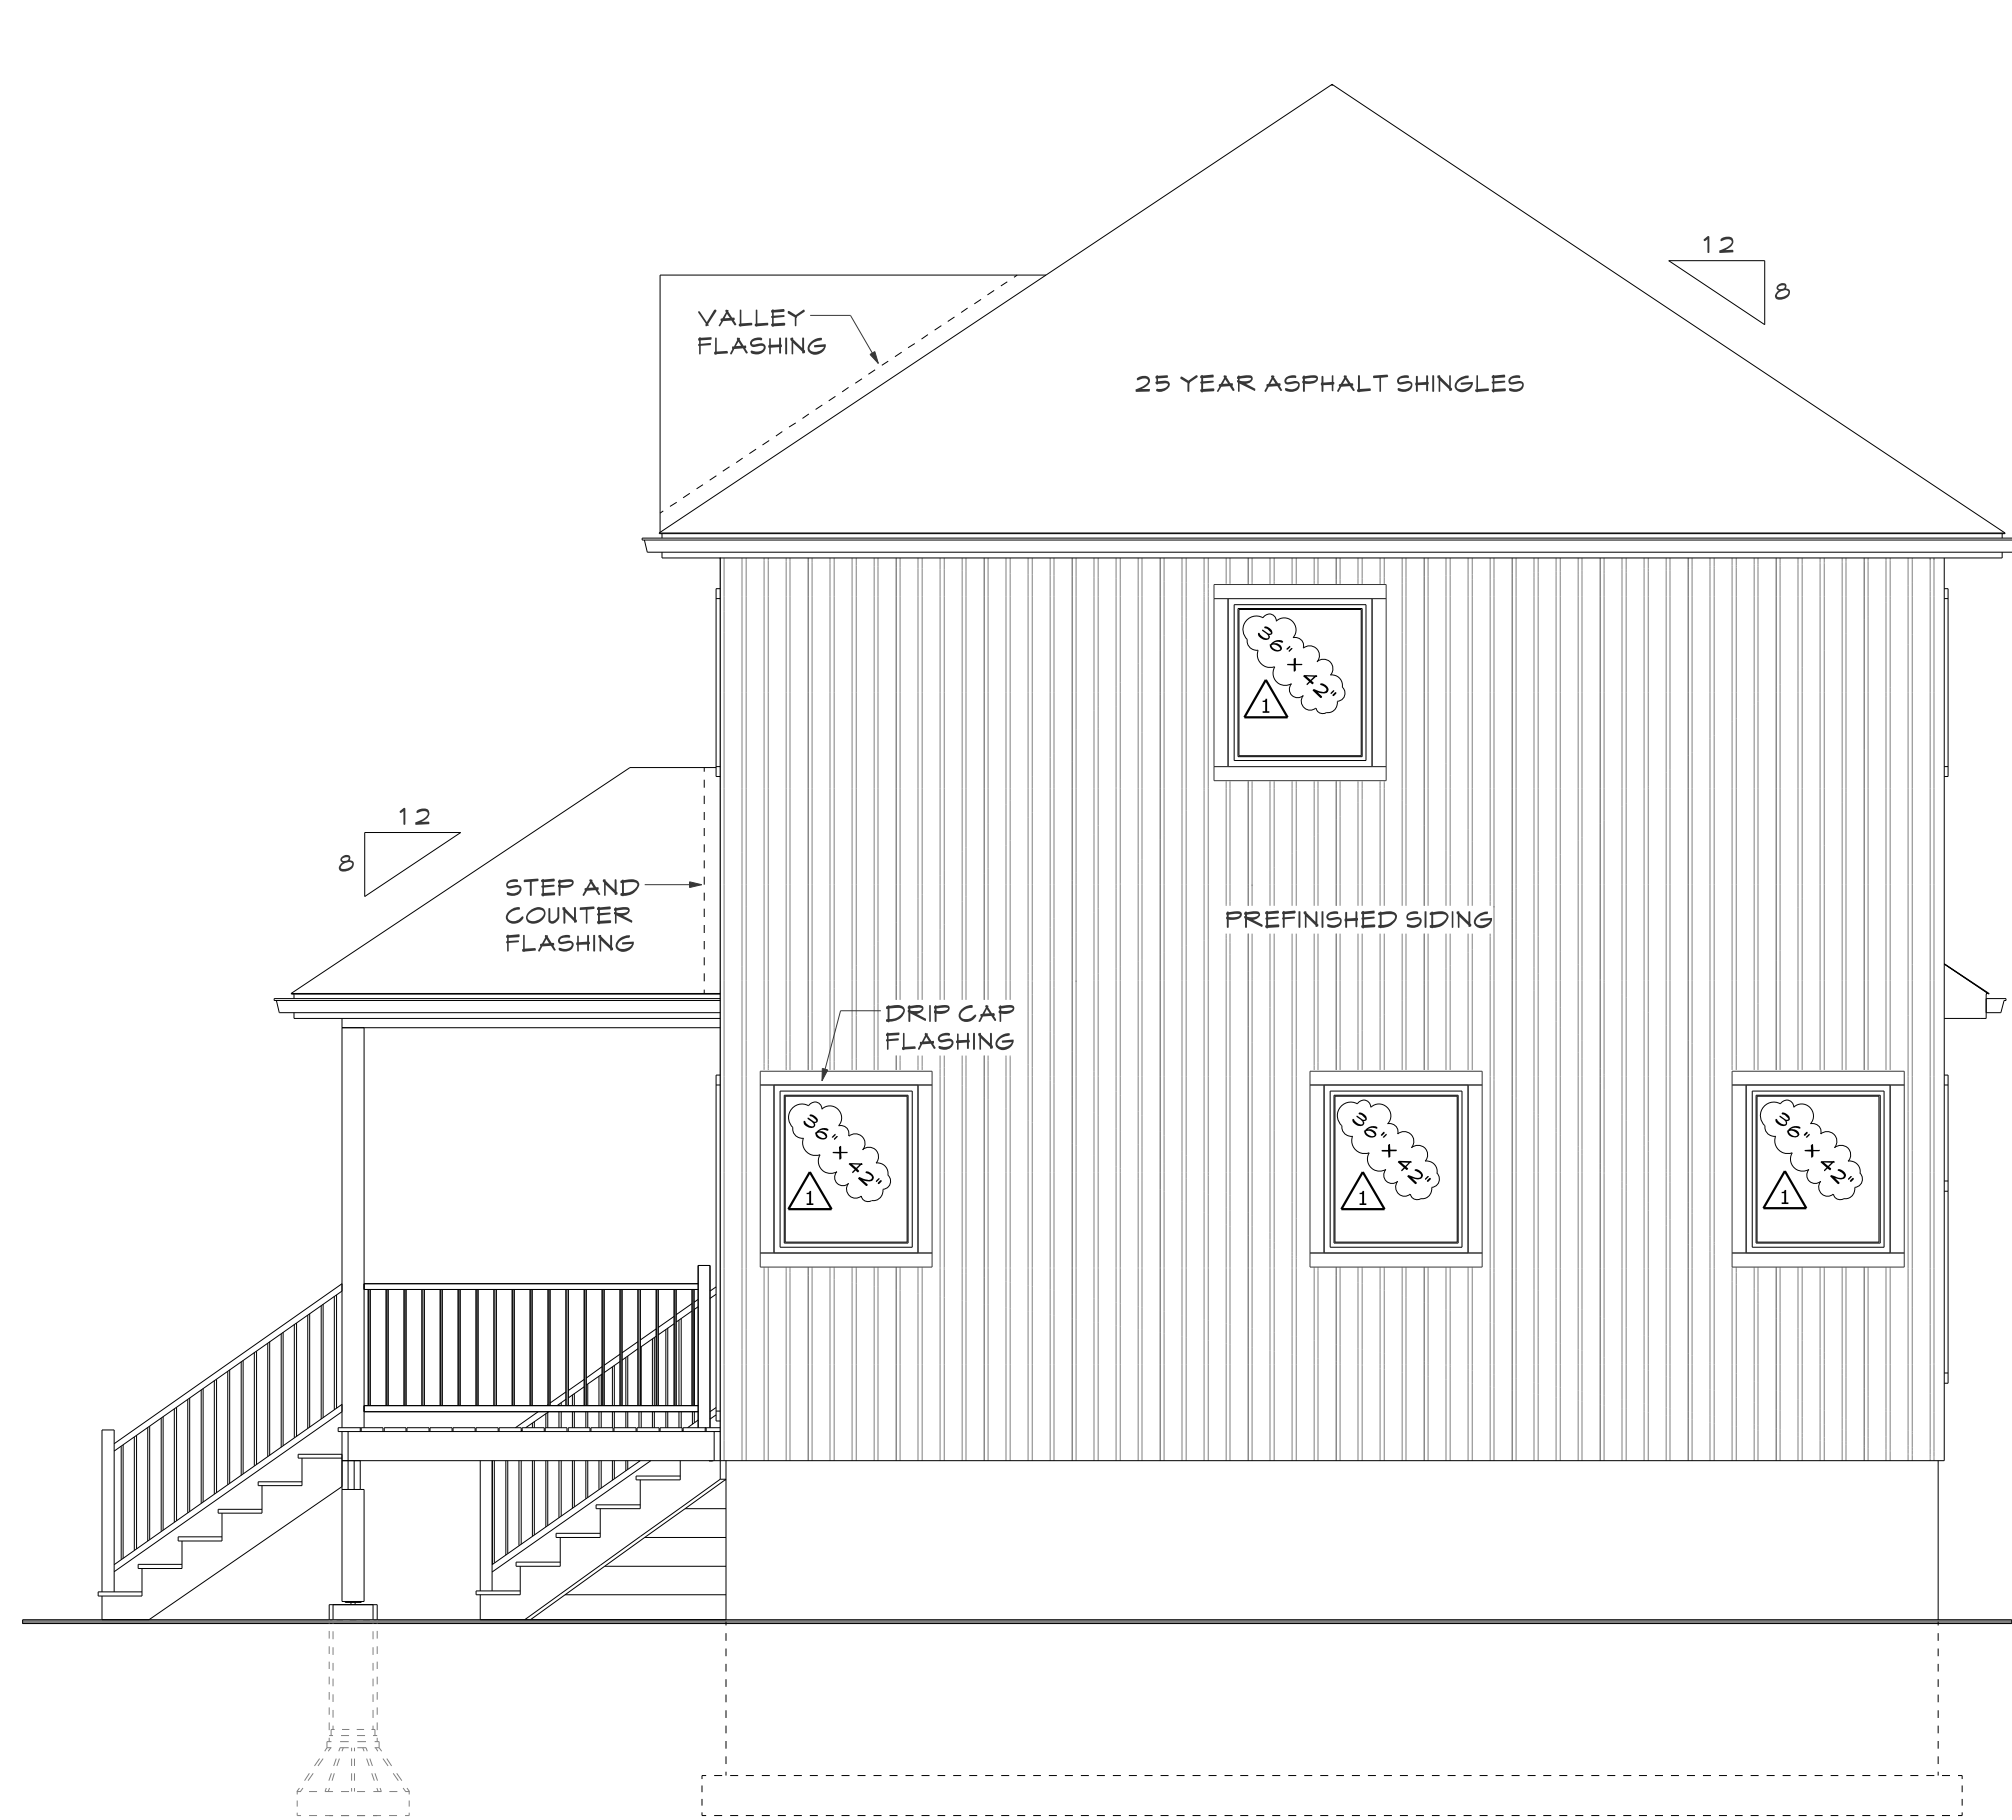 12
8
VALLEY
FLASHING
25 YEAR ASPHALT SHINGLES
36" + 42"
1
12
8
STEP AND
COUNTER
FLASHING
PREFINISHED SIDING
DRIP CAP
FLASHING
36" + 42"
1
36" + 42"
1
36" + 42"
1